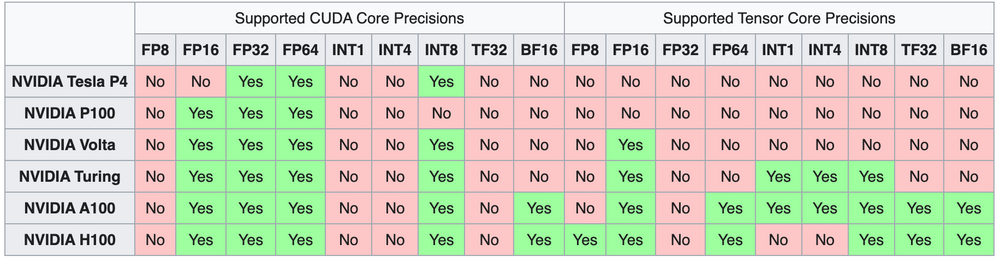 Supported CUDA Core Precisions Supported Tensor Core Precisions
FP8 FP16 FP32 FP64 INT1 INT4 INT8 TF32 BF16 FP8 FP16 FP32 FP64 INT1 INT4 INT8 TF32 BF16
NVIDIA Tesla P4 No No Yes Yes No No Yes No No No No No No No No No No No
NVIDIA P100 No Yes Yes Yes No No No No No No No No No No No No No No
NVIDIA Volta No Yes Yes Yes No No Yes No No No Yes No No No No No No No
NVIDIA Turing No Yes Yes Yes No No Yes No No No Yes No No Yes Yes Yes No No
NVIDIA A100 No Yes Yes Yes No No Yes No Yes No Yes No Yes Yes Yes Yes Yes Yes
NVIDIA H100 No Yes Yes Yes No No Yes No Yes Yes Yes No Yes No No Yes Yes Yes